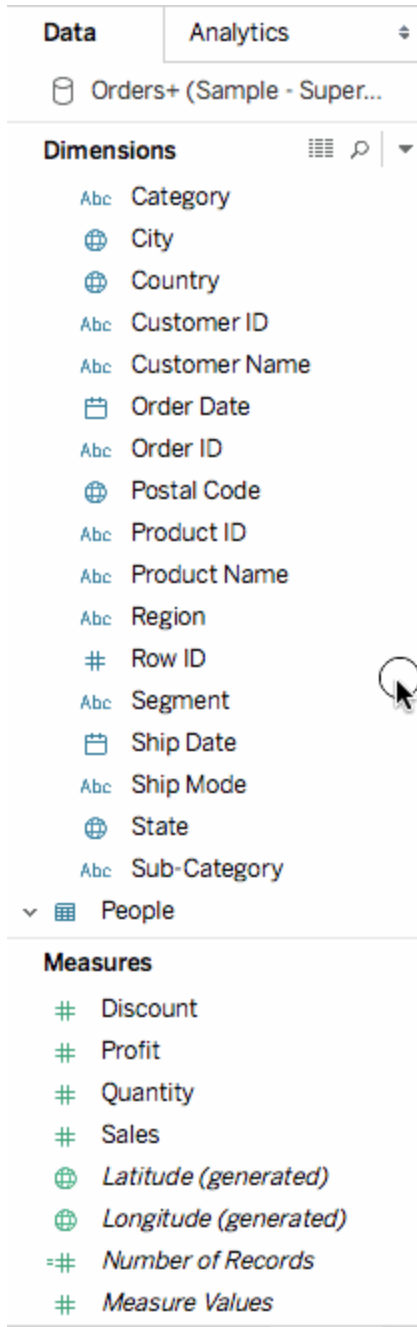 Data Analytics
Orders+ (Sample - Super...
Dimensions
Abc Category
City
Country
Abc Customer ID
Abc Customer Name
Order Date
Abc Order ID
Postal Code
Abc Product ID
Abc Product Name
Abc Region
# Row ID
Abc Segment
Ship Date
Abc Ship Mode
State
Abc Sub-Category
People
Measures
# Discount
# Profit
# Quantity
# Sales
Latitude (generated)
Longitude (generated)
=# Number of Records
# Measure Values